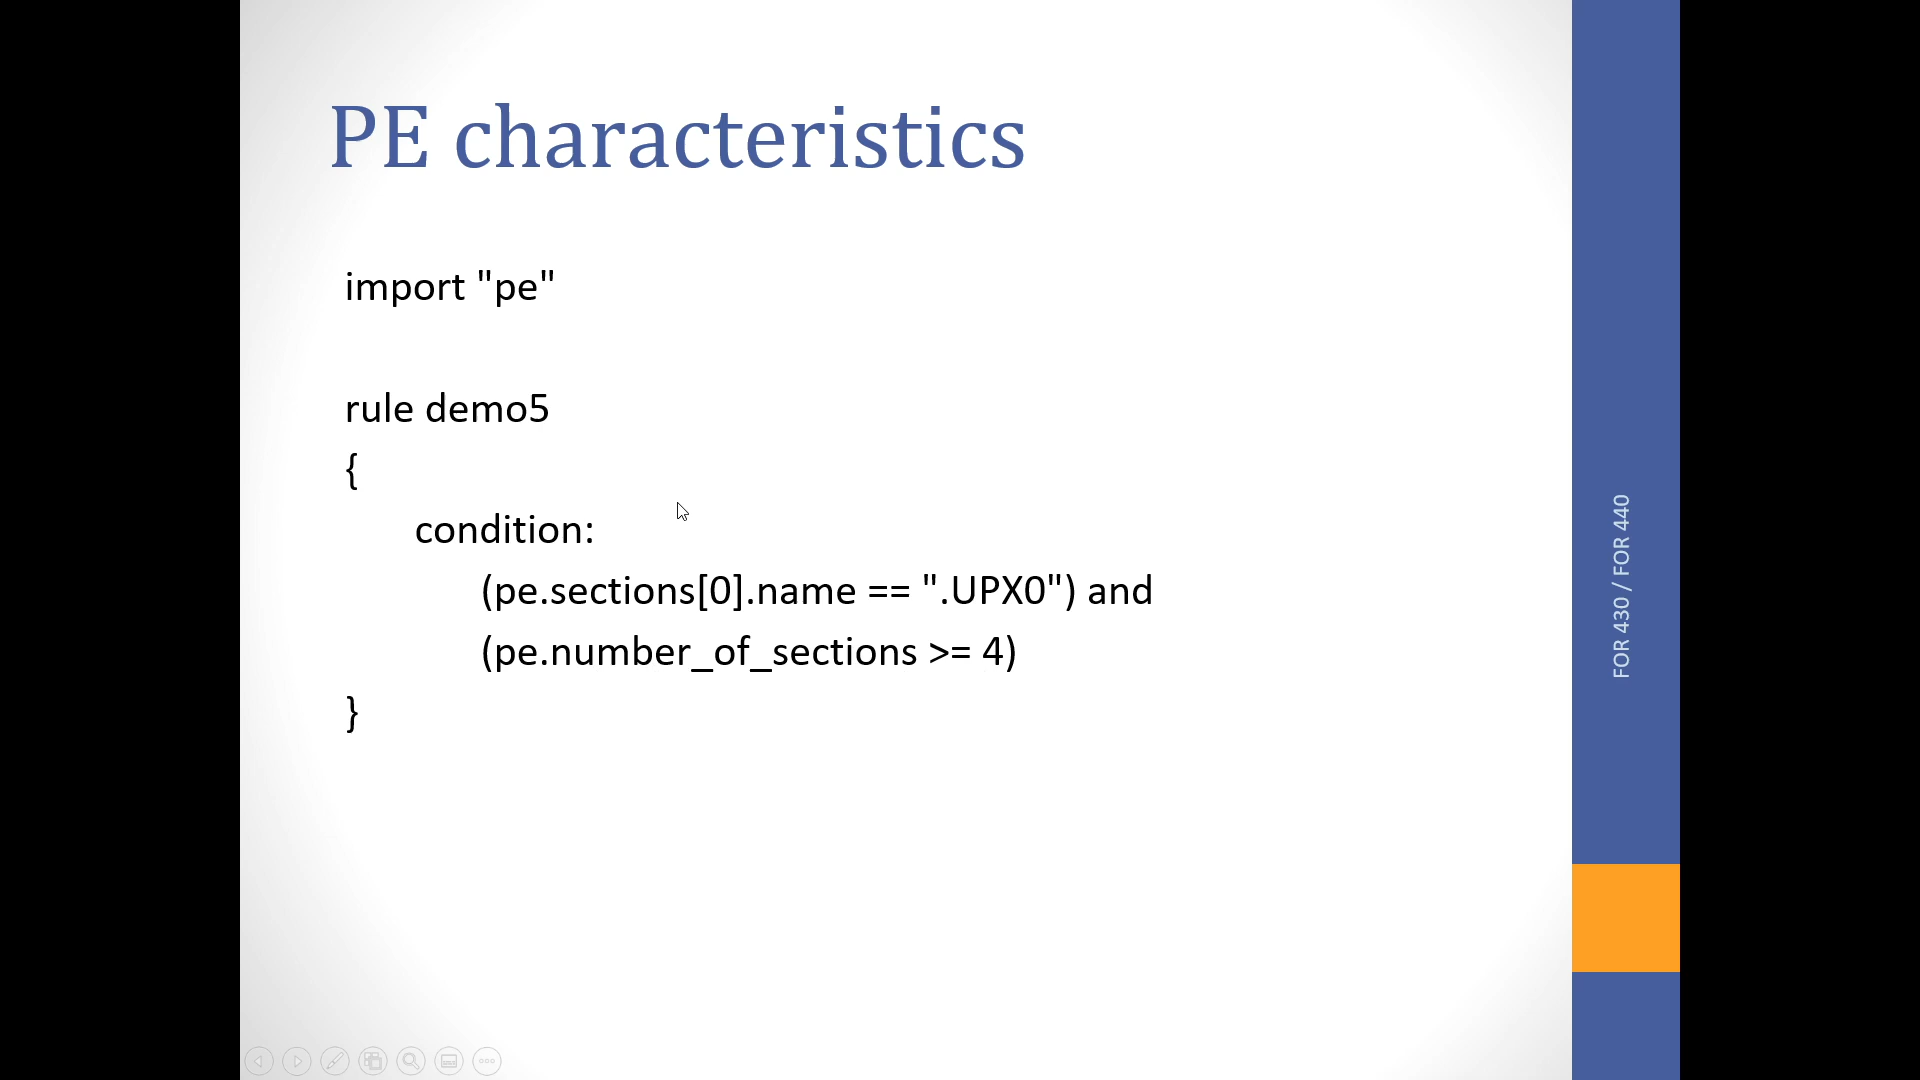 PE characteristics
import "pe"
rule demo5
{
condition:
(pe.sections[0].name == ".UPX0") and
(pe.number_of_sections >= 4)
}
FOR 430 / FOR 440